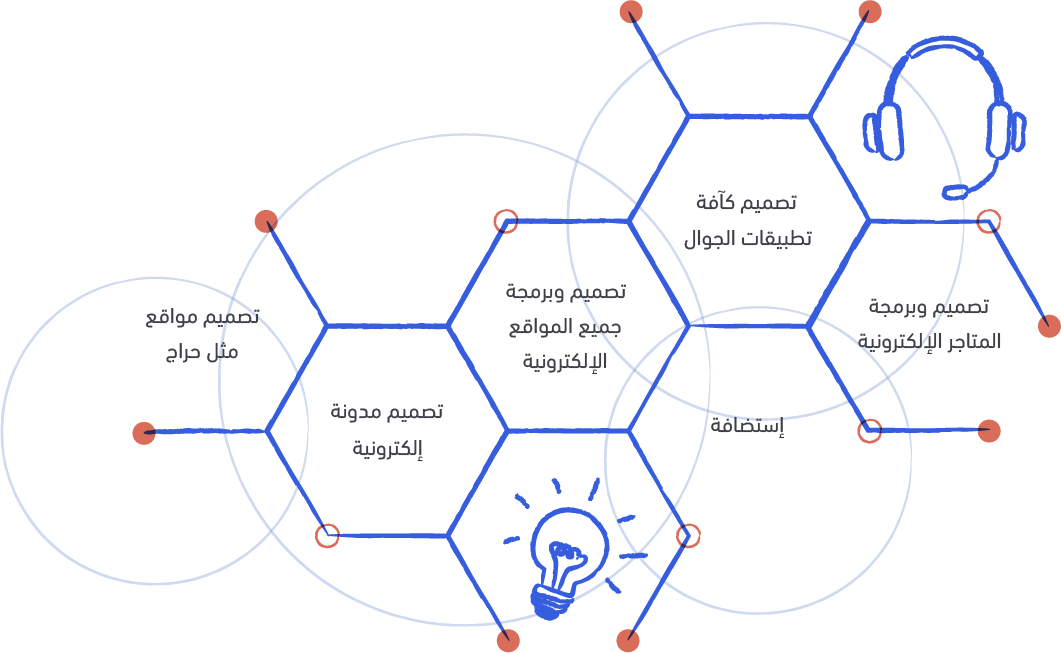 تصميم كآفة
تطبيقات الجوال
تصميم وبرمجة
المتاجر الإلكترونية
تصميم وبرمجة
جميع المواقع
الإلكترونية
إستضافة
تصميم مدونة
إلكترونية
تصميم مواقع
مثل حراج